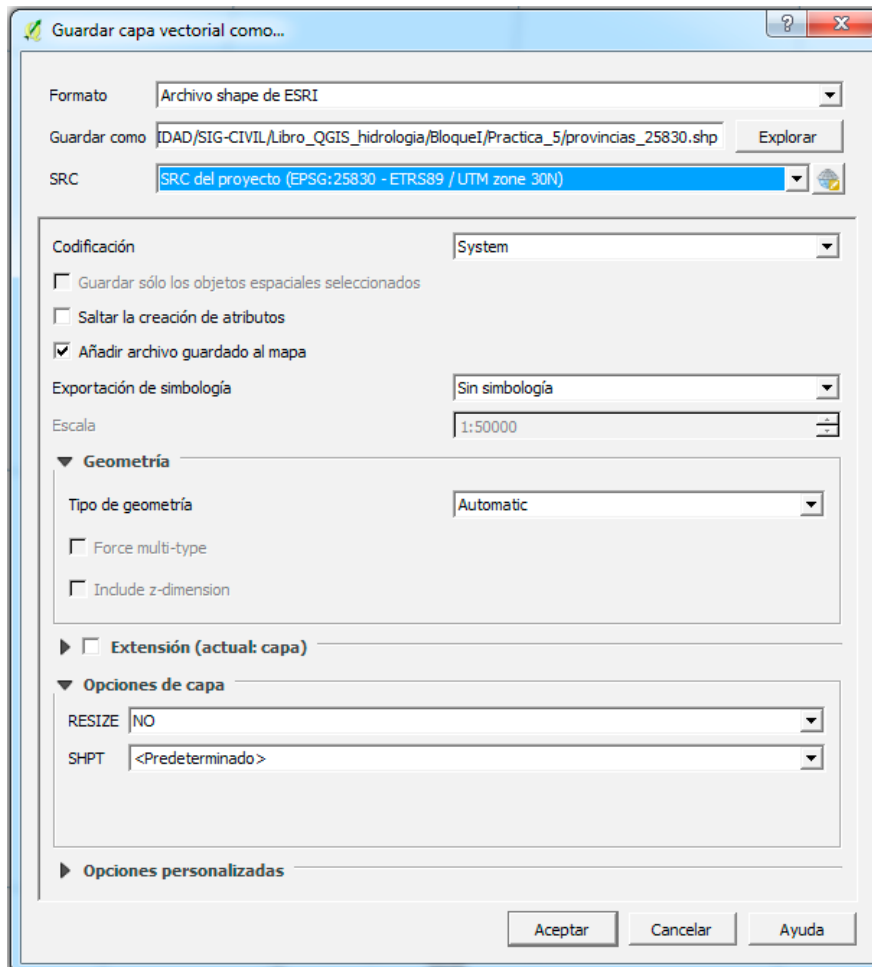 Guardar capa vectorial como...
Formato Archivo shape de ESRI
Guardar como IDAD/SIG-CIVIL/Libro_QGIS_hidrologia/BloqueI/Practica_5/provincias_25830.shp Explorar
SRC SRC del proyecto (EPSG:25830 - ETRS89 / UTM zone 30N)
Codificación System
Guardar sólo los objetos espaciales seleccionados
Saltar la creación de atributos
Añadir archivo guardado al mapa
Exportación de simbología Sin simbología
Escala 1:50000
Geometría
Tipo de geometría Automatic
Force multi-type
Include z-dimension
Extensión (actual: capa)
Opciones de capa
RESIZE NO
SHPT <Predeterminado>
Opciones personalizadas
Aceptar Cancelar Ayuda